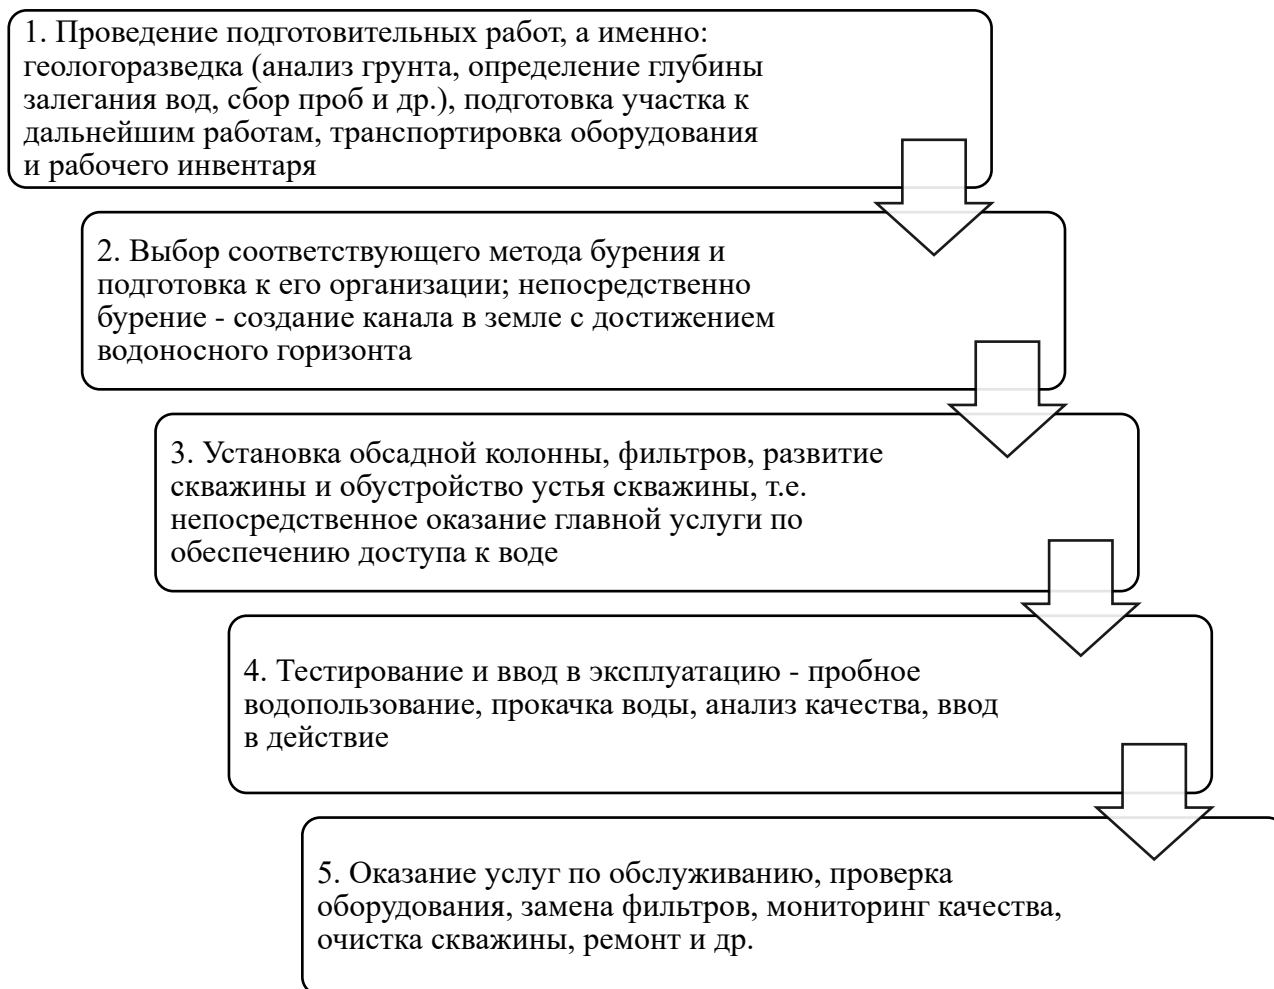 1. Проведение подготовительных работ, а именно:
геологоразведка (анализ грунта, определение глубины
залегания вод, сбор проб и др.), подготовка участка к
дальнейшим работам, транспортировка оборудования
и рабочего инвентаря
2. Выбор соответствующего метода бурения и
подготовка к его организации; непосредственно
бурение - создание канала в земле с достижением
водоносного горизонта
3. Установка обсадной колонны, фильтров, развитие
скважины и обустройство устья скважины, т.е.
непосредственное оказание главной услуги по
обеспечению доступа к воде
4. Тестирование и ввод в эксплуатацию - пробное
водопользование, прокачка воды, анализ качества, ввод
в действие
5. Оказание услуг по обслуживанию, проверка
оборудования, замена фильтров, мониторинг качества,
очистка скважины, ремонт и др.